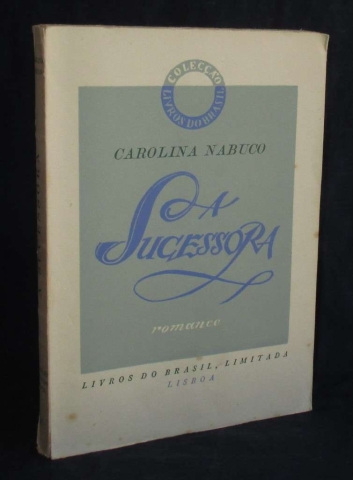 COLECÇÃO
LIVROS DO BRASIL
CAROLINA NABUCO
A
SUCESSORA
romance
LIVROS DO BRASIL, LIMITADA
LISBOA